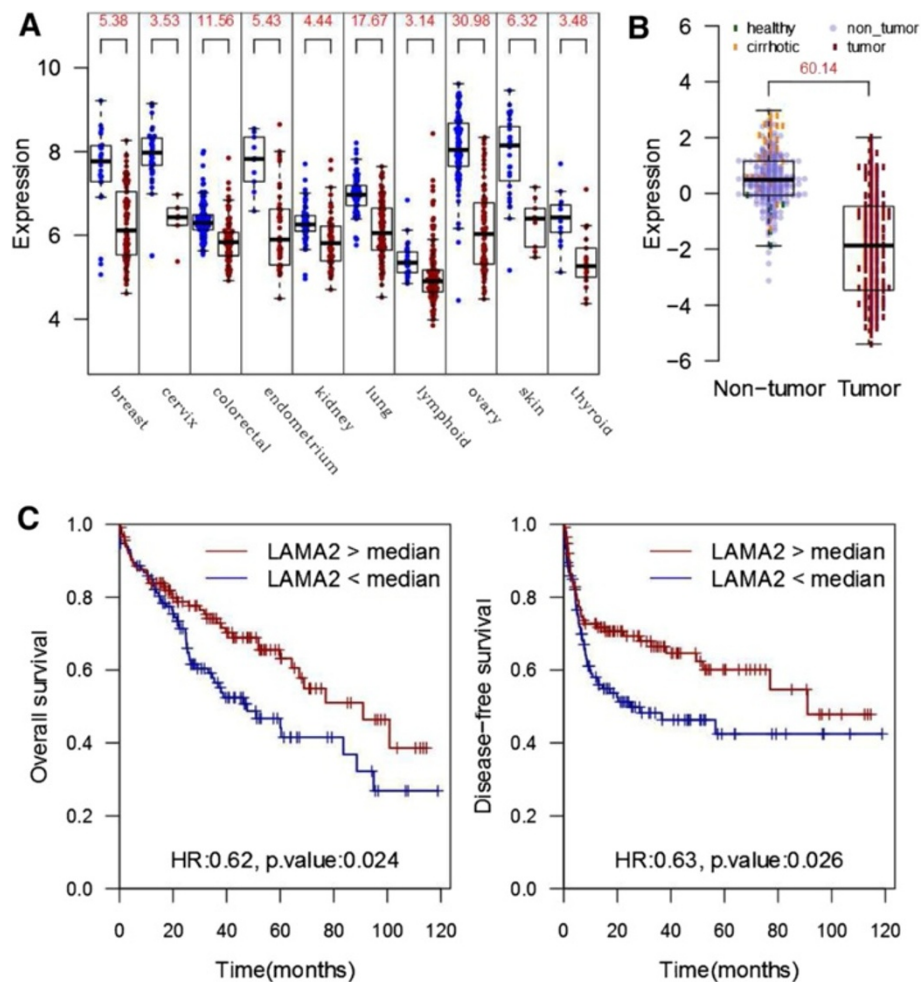 A
5.38 3.53 11.56 5.43 4.44 17.67 3.14 30.98 6.32 3.48
10
8
6
4
Expression
breast cervix colorectal endometrium kidney lung lymphoid ovary skin thyroid
B
healthy non_tumor
cirrhotic tumor
60.14
6
4
2
0
−2
−4
−6
Expression
Non-tumor Tumor
C
1.0
0.8
0.6
0.4
0.2
0.0
Overall survival
LAMA2 > median
LAMA2 < median
HR:0.62, p.value:0.024
0 20 40 60 80 100 120
Time(months)
1.0
0.8
0.6
0.4
0.2
0.0
Disease-free survival
LAMA2 > median
LAMA2 < median
HR:0.63, p.value:0.026
0 20 40 60 80 100 120
Time(months)